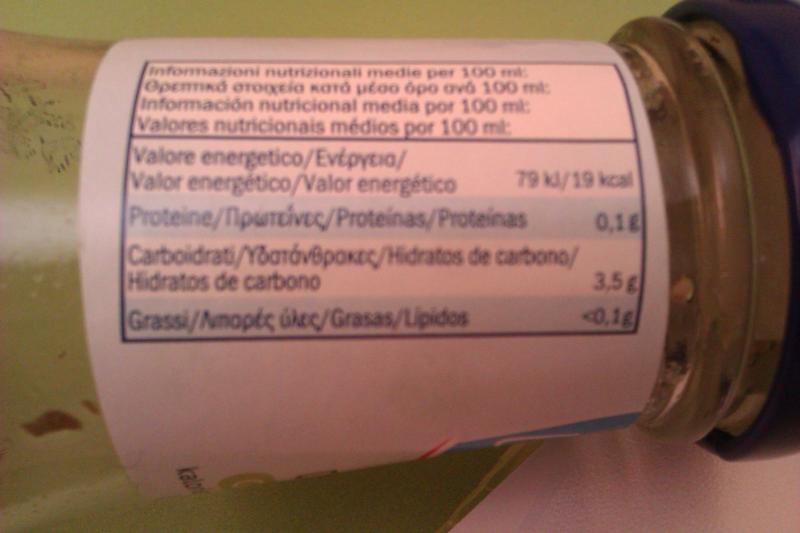 Informazioni nutrizionali medie per 100 ml:
Θρεπτικά στοιχεία κατά μέσο όρο ανά 100 ml:
Información nutricional media por 100 ml:
Valores nutricionais médios por 100 ml:
Valore energetico/Ενέργεια/
Valor energético/Valor energético 79 kJ/19 kcal
Proteine/Πρωτεΐνες/Proteínas/Proteínas 0,1g
Carboidrati/Υδατάνθρακες/Hidratos de carbono/
Hidratos de carbono 3,5 g
Grassi/Λιπαρές ύλες/Grasas/Lípidos <0,1g